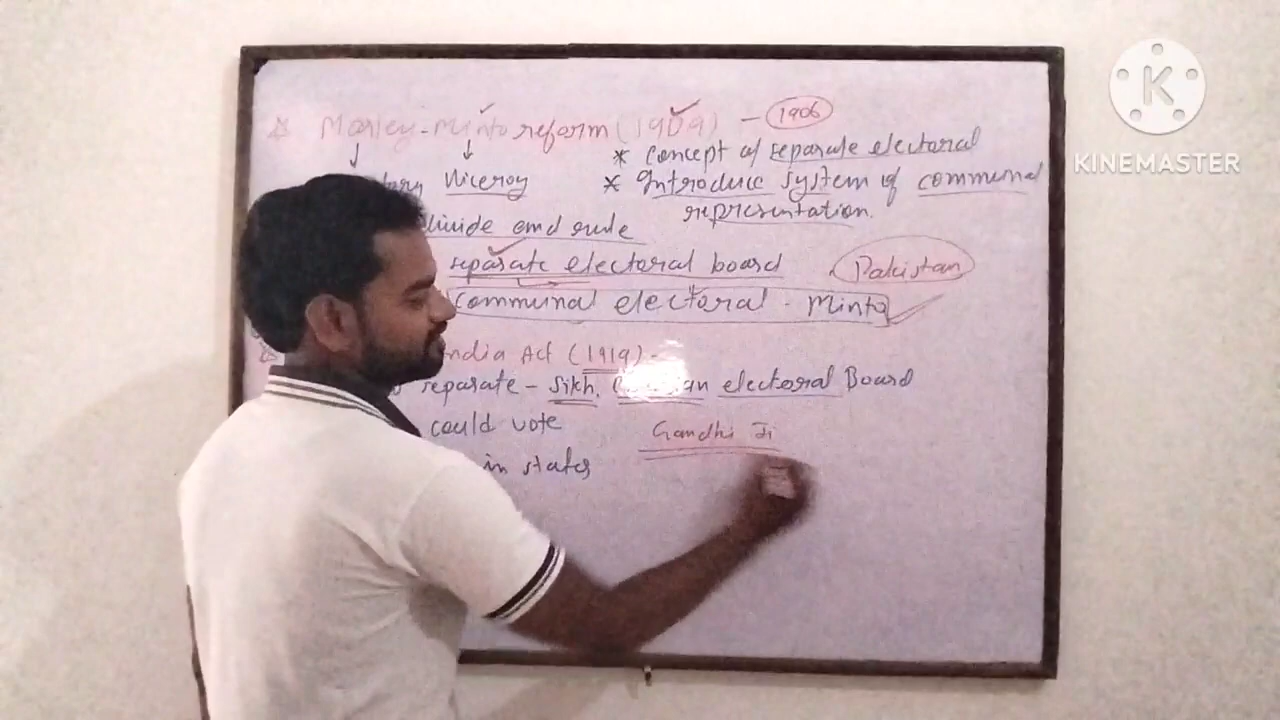 Morley-Minto reform (1909) - 1906
* Concept of separate electoral
Viceroy
* Introduce system of communal
representation.
divide and rule
separate electoral board
Pakistan
Communal electoral - Minto
India Act (1919) -
separate - Sikh, electoral Board
could vote
Gandhi Ji
in states
K
KINEMASTER